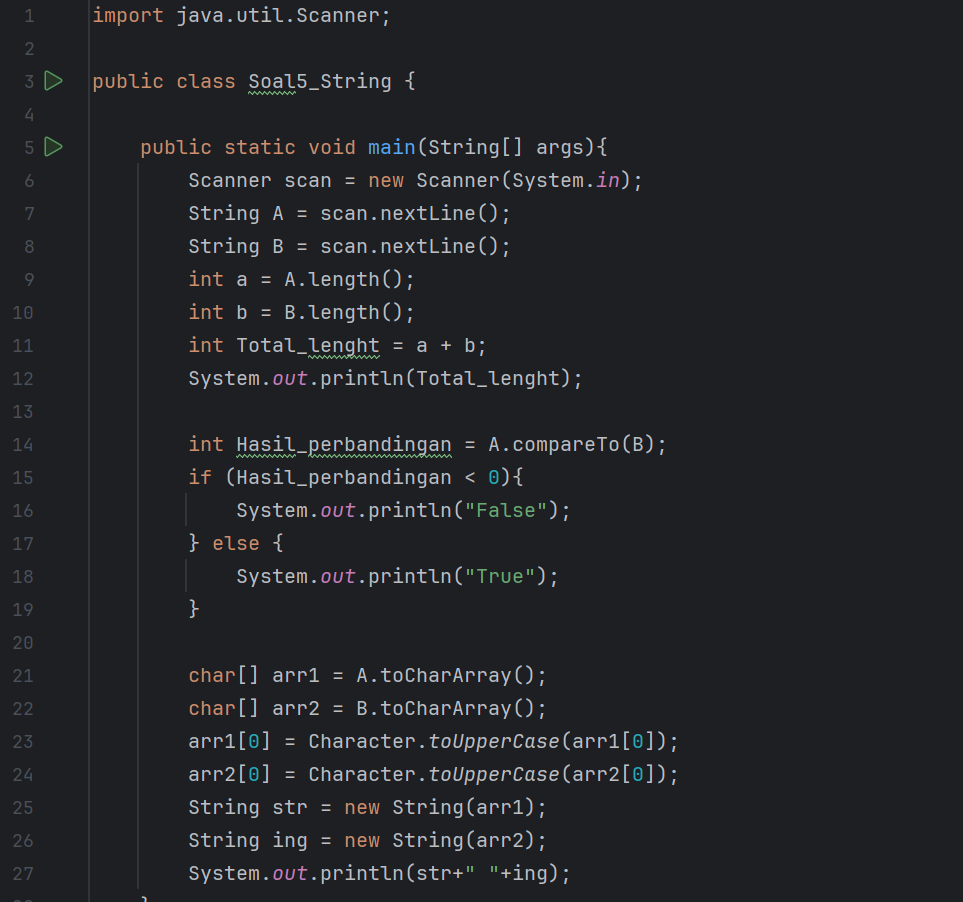 1 import java.util.Scanner;
2
3 public class Soal5_String {
4
5     public static void main(String[] args){
6         Scanner scan = new Scanner(System.in);
7         String A = scan.nextLine();
8         String B = scan.nextLine();
9         int a = A.length();
10         int b = B.length();
11         int Total_lenght = a + b;
12         System.out.println(Total_lenght);
13
14         int Hasil_perbandingan = A.compareTo(B);
15         if (Hasil_perbandingan < 0){
16             System.out.println("False");
17         } else {
18             System.out.println("True");
19         }
20
21         char[] arr1 = A.toCharArray();
22         char[] arr2 = B.toCharArray();
23         arr1[0] = Character.toUpperCase(arr1[0]);
24         arr2[0] = Character.toUpperCase(arr2[0]);
25         String str = new String(arr1);
26         String ing = new String(arr2);
27         System.out.println(str+" "+ing);